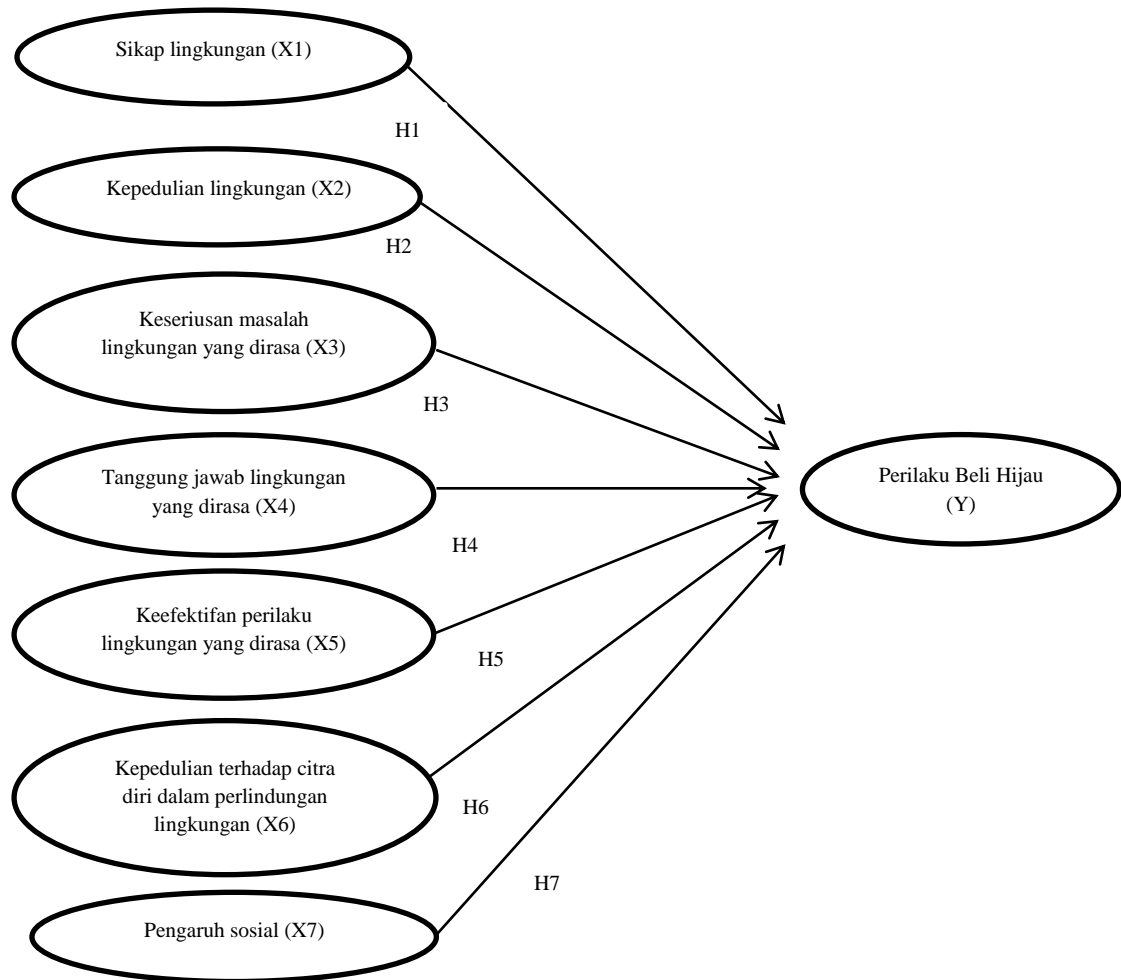 Sikap lingkungan (X1)
H1
Kepedulian lingkungan (X2)
H2
Keseriusan masalah
lingkungan yang dirasa (X3)
H3
Tanggung jawab lingkungan
yang dirasa (X4)
H4
Keefektifan perilaku
lingkungan yang dirasa (X5)
H5
Kepedulian terhadap citra
diri dalam perlindungan
lingkungan (X6)
H6
Pengaruh sosial (X7)
H7
Perilaku Beli Hijau
(Y)